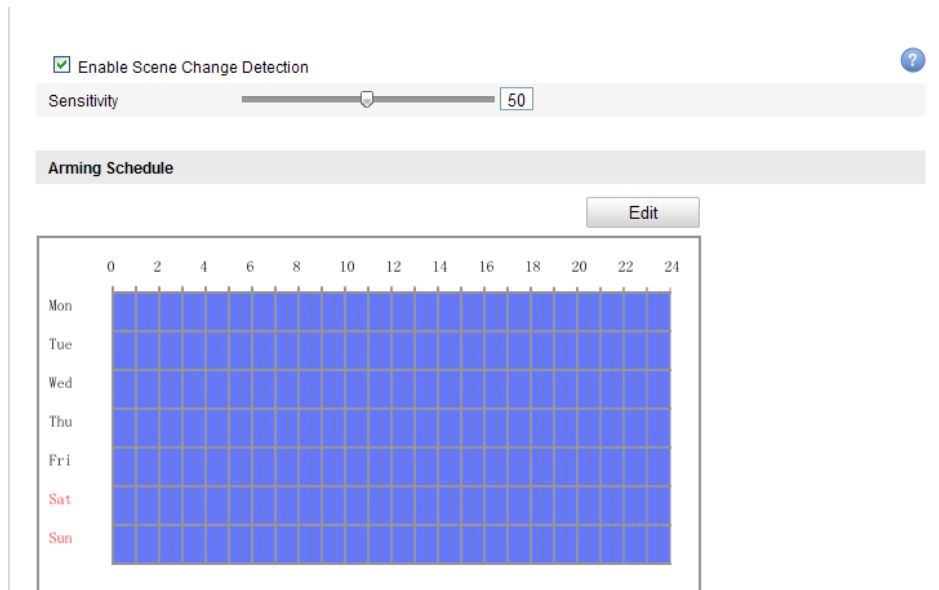 Enable Scene Change Detection
?
Sensitivity 50
Arming Schedule
Edit
0 2 4 6 8 10 12 14 16 18 20 22 24
Mon
Tue
Wed
Thu
Fri
Sat
Sun